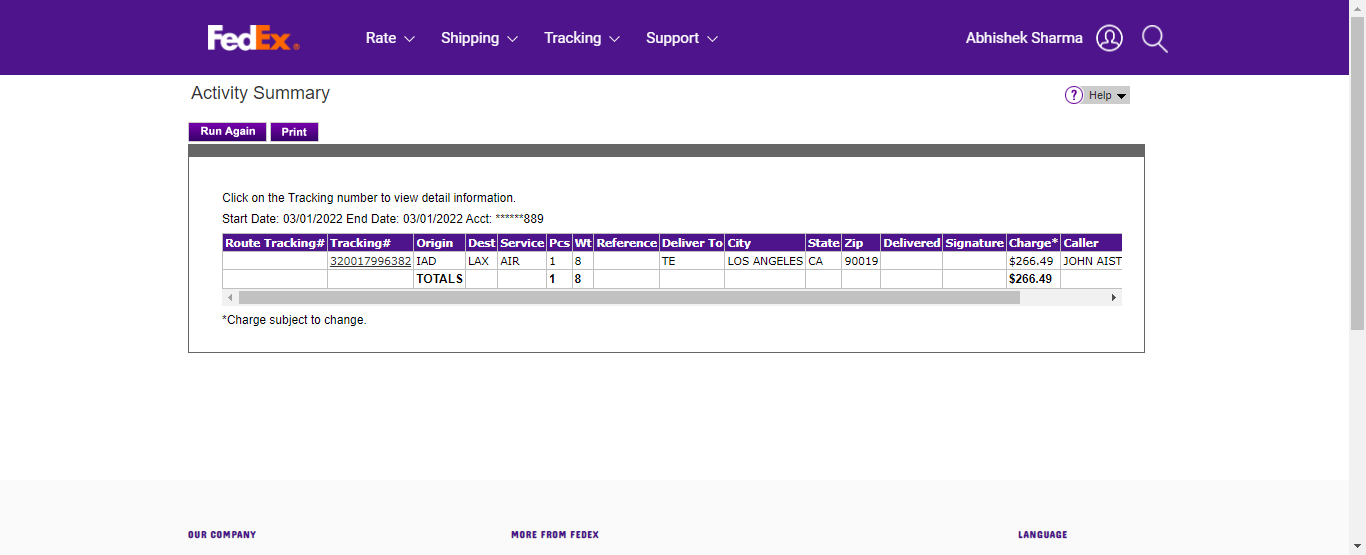 FedEx® Rate Shipping Tracking Support Abhishek Sharma
Activity Summary
? Help
Run Again Print
Click on the Tracking number to view detail information.
Start Date: 03/01/2022 End Date: 03/01/2022 Acct: ******889
Route Tracking# Tracking# Origin Dest Service Pcs Wt Reference Deliver To City State Zip Delivered Signature Charge* Caller
320017996382 IAD LAX AIR 1 8 TE LOS ANGELES CA 90019 $266.49 JOHN AIST
TOTALS 1 8 $266.49
*Charge subject to change.
OUR COMPANY MORE FROM FEDEX LANGUAGE